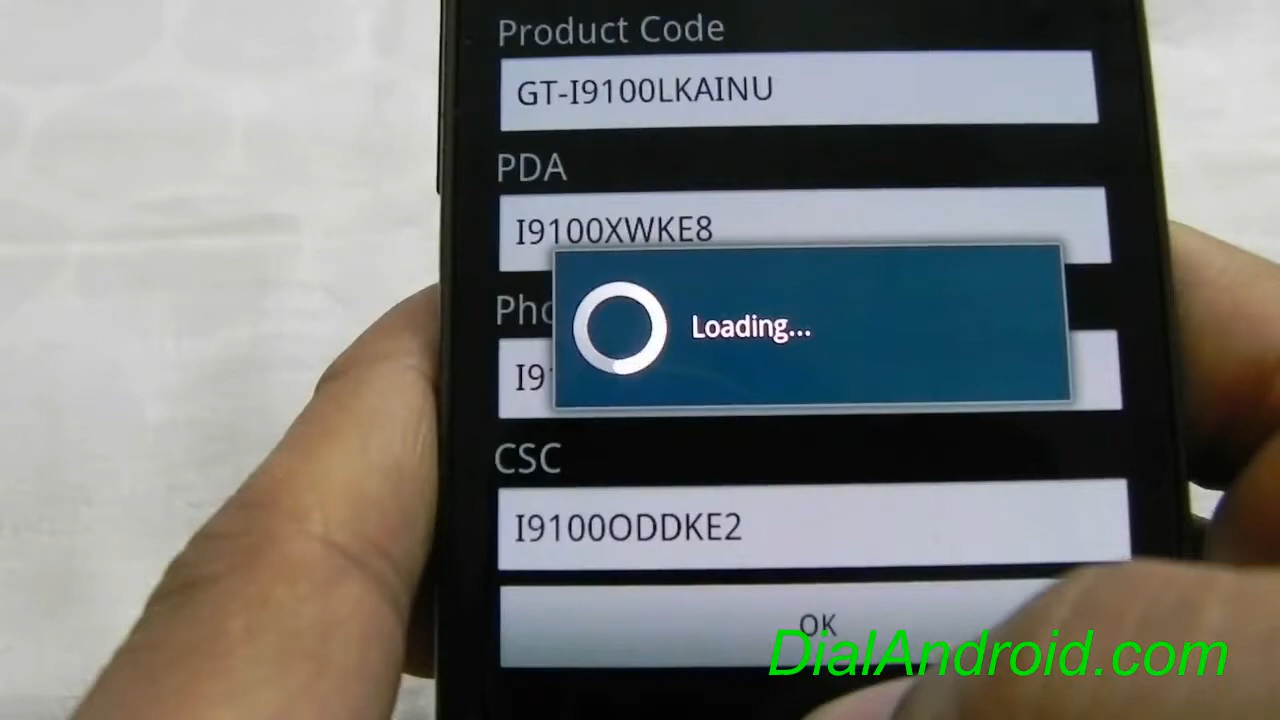 Product Code
GT-I9100LKAINU
PDA
I9100XWKE8
Loading...
CSC
I9100ODDKE2
OK
DialAndroid.com